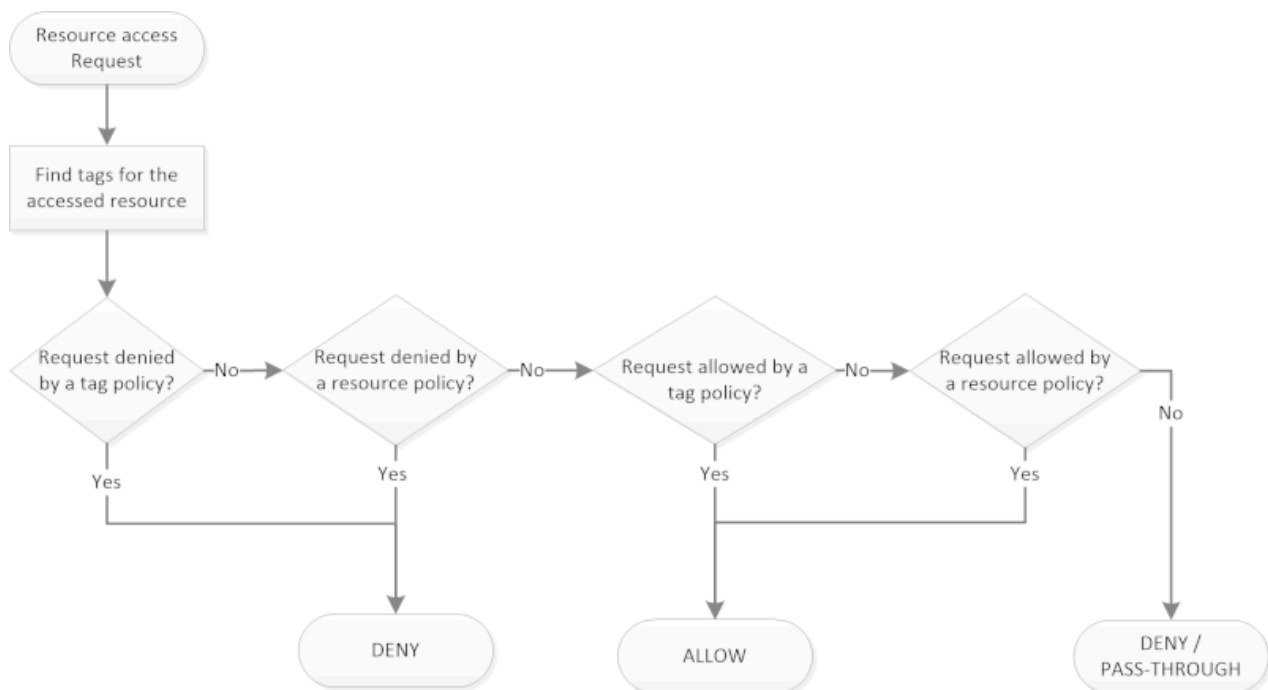 Resource access
Request
Find tags for the
accessed resource
Request denied
by a tag policy?
No
Request denied by
a resource policy?
No
Request allowed by a
tag policy?
No
Request allowed by
a resource policy?
No
Yes
Yes
Yes
Yes
DENY
ALLOW
DENY /
PASS-THROUGH